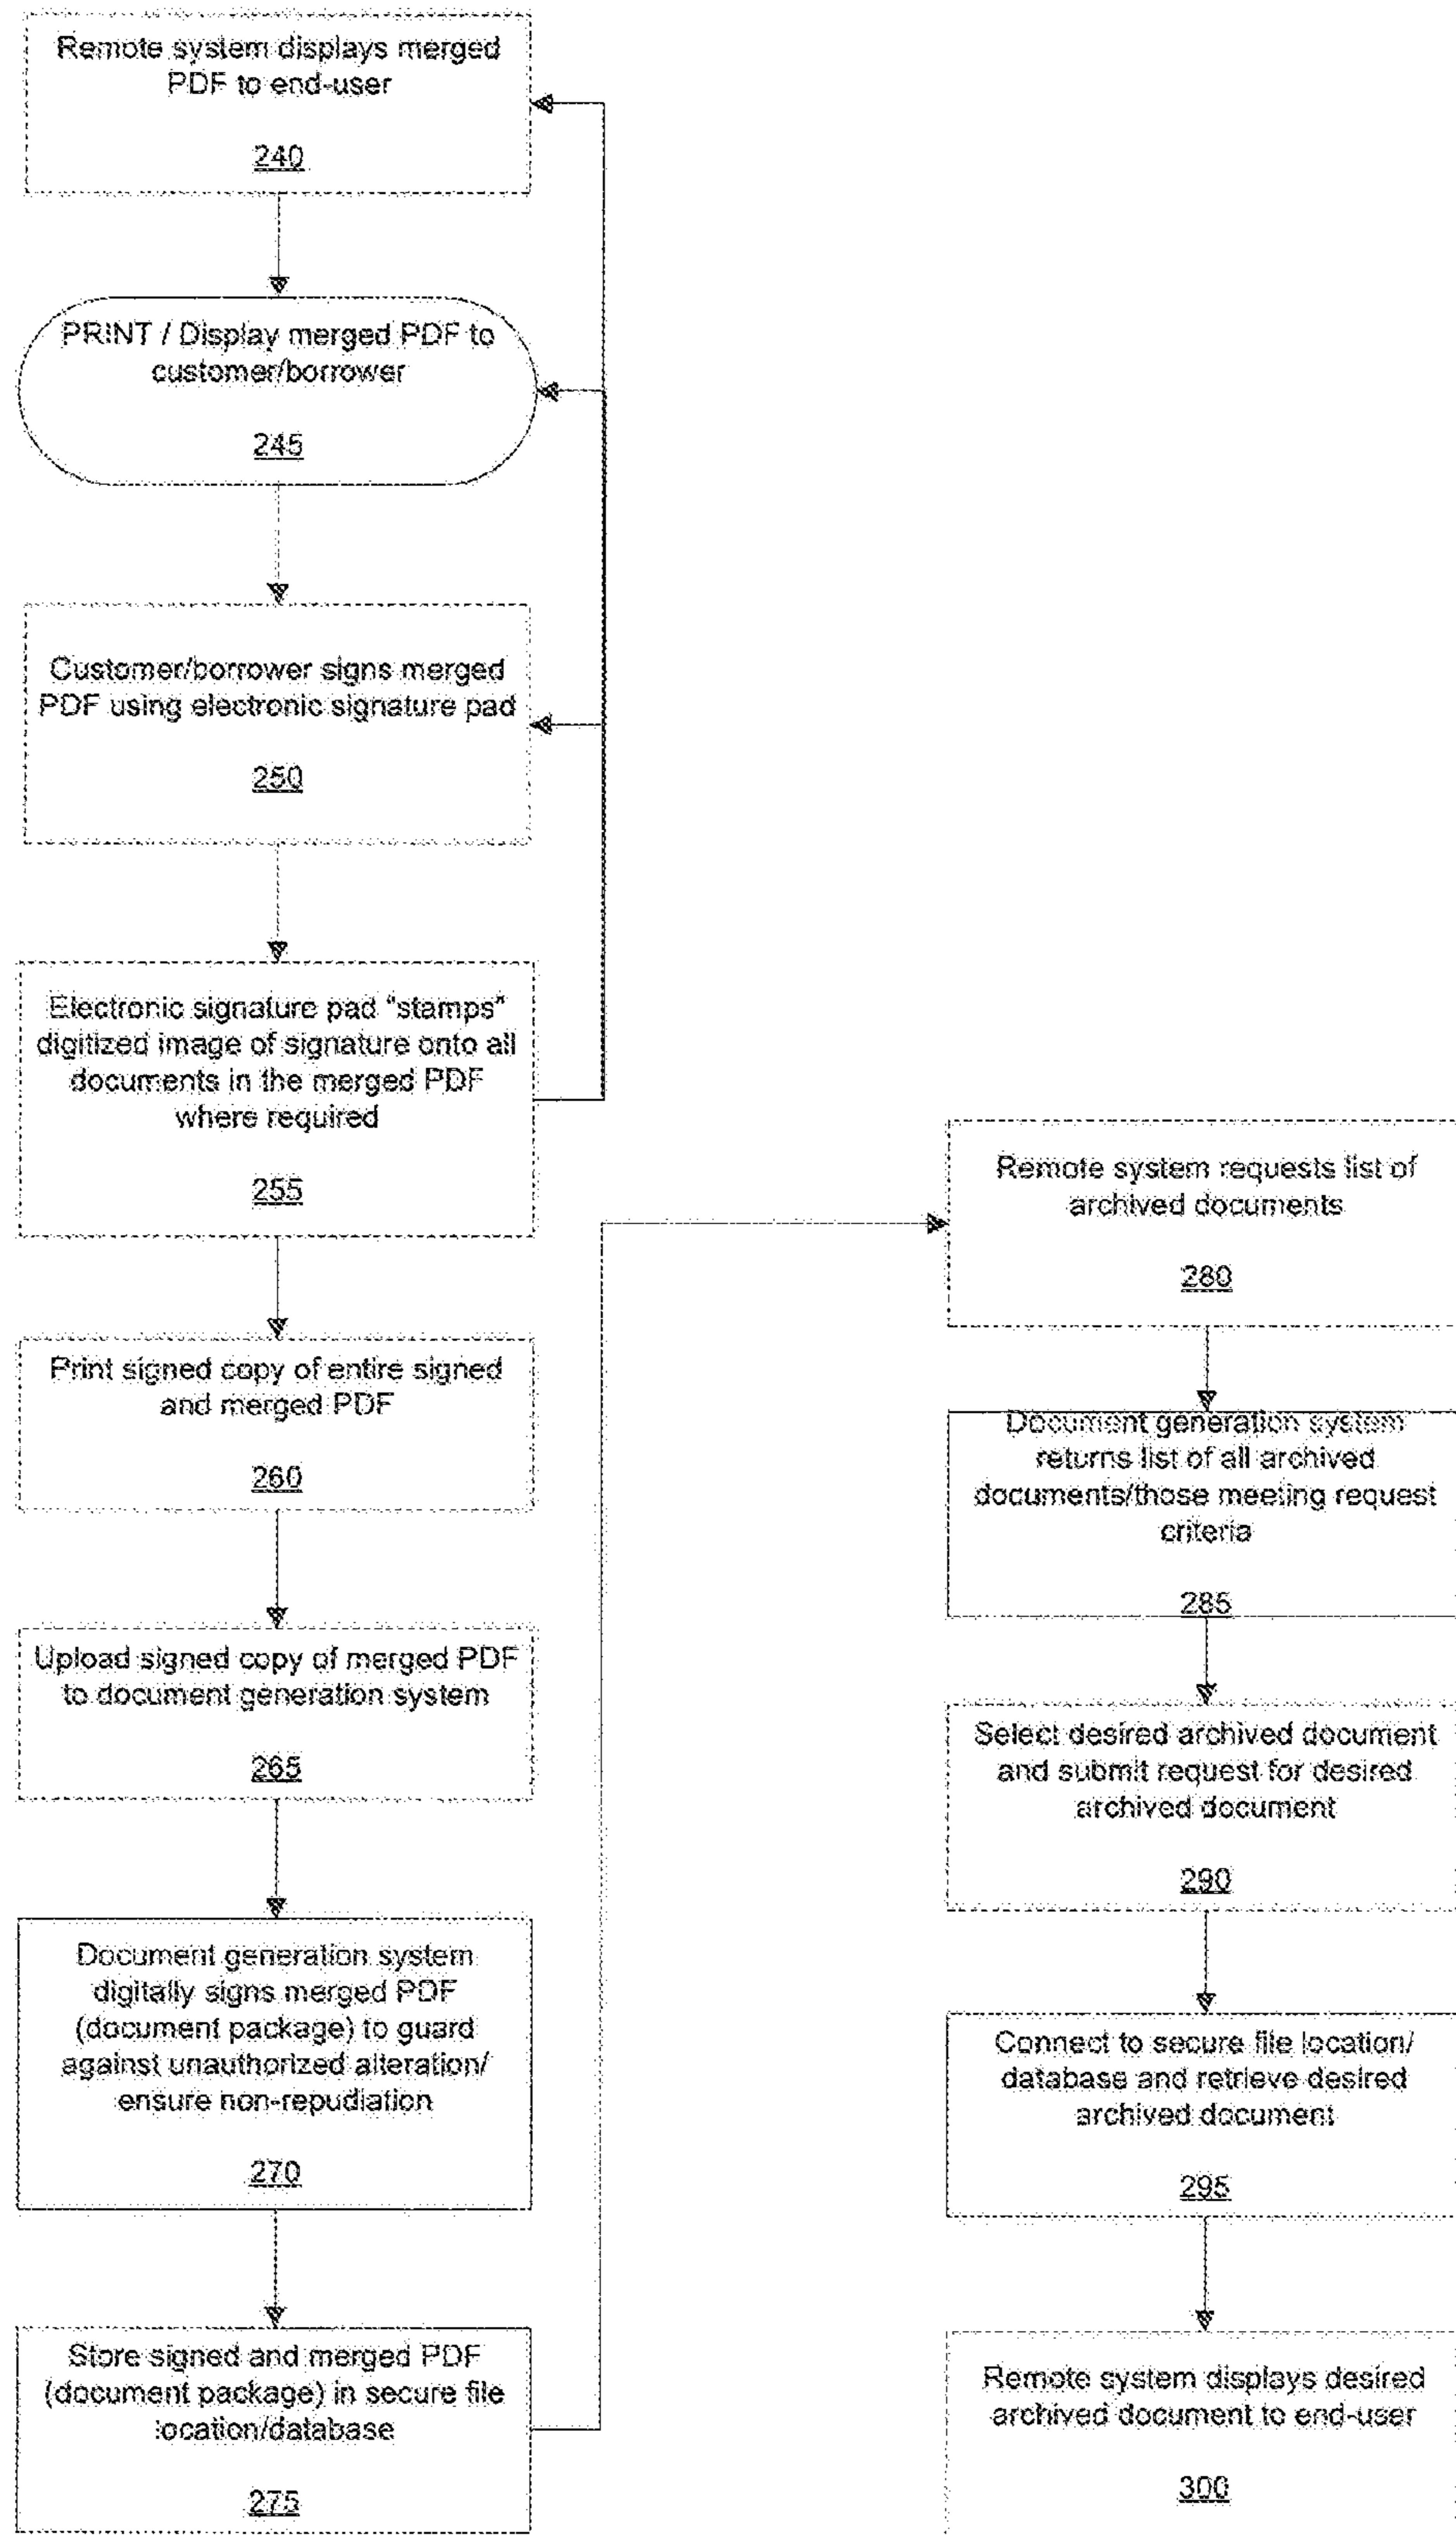 Remote system displays merged
PDF to end-user
240
PRINT / Display merged PDF to
customer/borrower
245
Customer/borrower signs merged
PDF using electronic signature pad
250
Electronic signature pad "stamps"
digitized image of signature onto all
documents in the merged PDF
where required
255
Print signed copy of entire signed
and merged PDF
260
Upload signed copy of merged PDF
to document generation system
265
Document generation system
digitally signs merged PDF
(document package) to guard
against unauthorized alteration/
ensure non-repudiation
270
Store signed and merged PDF
(document package) in secure file
location/database
275
Remote system requests list of
archived documents
280
Document generation system
returns list of all archived
documents/those meeting request
criteria
285
Select desired archived document
and submit request for desired
archived document
290
Connect to secure file location/
database and retrieve desired
archived document
295
Remote system displays desired
archived document to end-user
300